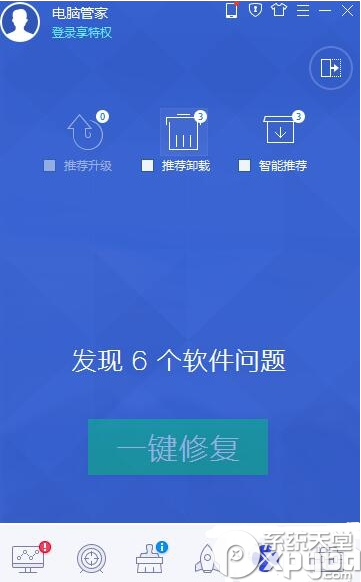 电脑管家
登录享特权
0
3
3
推荐升级
推荐卸载
智能推荐
发现 6 个软件问题
一键修复
系统天堂